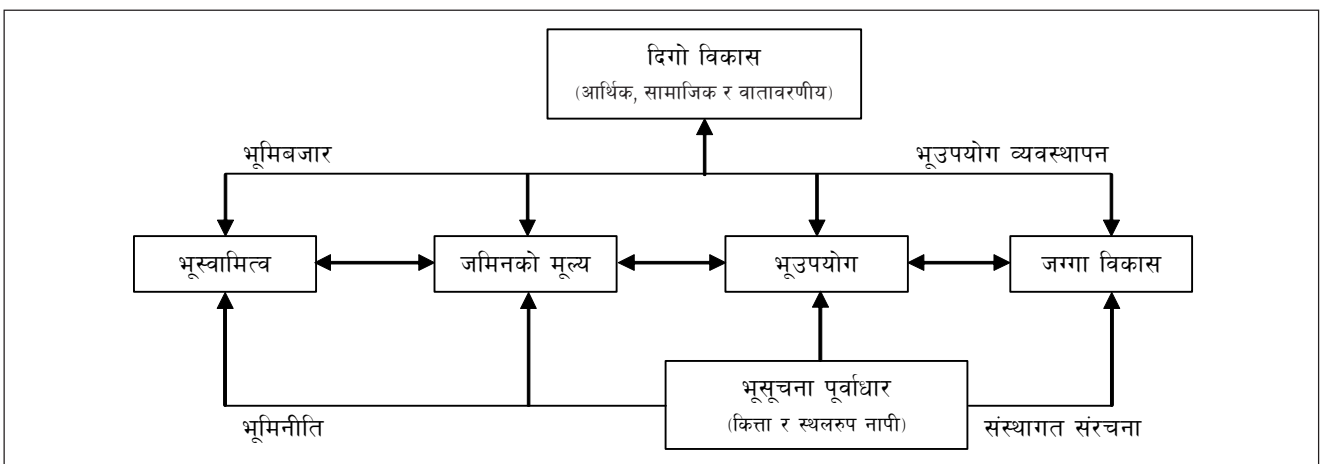 दिगो विकास
(आर्थिक, सामाजिक र वातावरणीय)
भूमिबजार
भूउपयोग व्यवस्थापन
भूस्वामित्व
जमिनको मूल्य
भूउपयोग
जग्गा विकास
भूसूचना पूर्वाधार
(कित्ता र स्थलरुप नापी)
भूमिनीति
संस्थागत संरचना